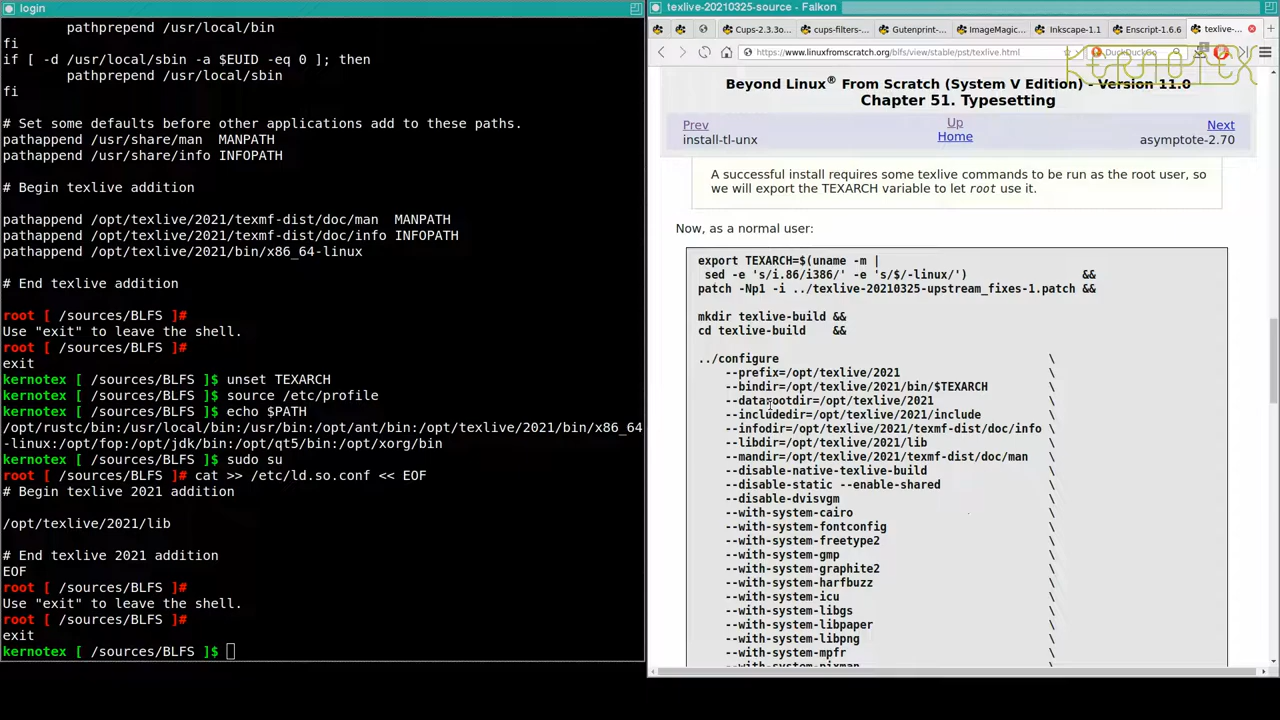 login
pathprepend /usr/local/bin
fi
if [ -d /usr/local/sbin -a $EUID -eq 0 ]; then
pathprepend /usr/local/sbin
fi
# Set some defaults before other applications add to these paths.
pathappend /usr/share/man  MANPATH
pathappend /usr/share/info INFOPATH
# Begin texlive addition
pathappend /opt/texlive/2021/texmf-dist/doc/man  MANPATH
pathappend /opt/texlive/2021/texmf-dist/doc/info INFOPATH
pathappend /opt/texlive/2021/bin/x86_64-linux
# End texlive addition
root [ /sources/BLFS ]#
Use "exit" to leave the shell.
root [ /sources/BLFS ]#
exit
kernotex [ /sources/BLFS ]$ unset TEXARCH
kernotex [ /sources/BLFS ]$ source /etc/profile
kernotex [ /sources/BLFS ]$ echo $PATH
/opt/rustc/bin:/usr/local/bin:/usr/bin:/opt/ant/bin:/opt/texlive/2021/bin/x86_64
-linux:/opt/fop:/opt/jdk/bin:/opt/qt5/bin:/opt/xorg/bin
kernotex [ /sources/BLFS ]$ sudo su
root [ /sources/BLFS ]# cat >> /etc/ld.so.conf << EOF
# Begin texlive 2021 addition
/opt/texlive/2021/lib
# End texlive 2021 addition
EOF
root [ /sources/BLFS ]#
Use "exit" to leave the shell.
root [ /sources/BLFS ]#
exit
kernotex [ /sources/BLFS ]$
texlive-20210325-source - Falkon
Cups-2.3.3o... cups-filters-... Gutenprint-... ImageMagic... Inkscape-1.1 Enscript-1.6.6 texlive-...
https://www.linuxfromscratch.org/blfs/view/stable/pst/texlive.html DuckDuckGo
KERNOTEX
Beyond Linux® From Scratch (System V Edition) - Version 11.0
Chapter 51. Typesetting
Prev Up Next
install-tl-unx Home asymptote-2.70
A successful install requires some texlive commands to be run as the root user, so
we will export the TEXARCH variable to let root use it.
Now, as a normal user:
export TEXARCH=$(uname -m |
sed -e 's/i.86/i386/' -e 's/$/-linux/') &&
patch -Np1 -i ../texlive-20210325-upstream_fixes-1.patch &&
mkdir texlive-build &&
cd texlive-build    &&
../configure \
--prefix=/opt/texlive/2021 \
--bindir=/opt/texlive/2021/bin/$TEXARCH \
--datarootdir=/opt/texlive/2021 \
--includedir=/opt/texlive/2021/include \
--infodir=/opt/texlive/2021/texmf-dist/doc/info \
--libdir=/opt/texlive/2021/lib \
--mandir=/opt/texlive/2021/texmf-dist/doc/man \
--disable-native-texlive-build \
--disable-static --enable-shared \
--disable-dvisvgm \
--with-system-cairo \
--with-system-fontconfig \
--with-system-freetype2 \
--with-system-gmp \
--with-system-graphite2 \
--with-system-harfbuzz \
--with-system-icu \
--with-system-libgs \
--with-system-libpaper \
--with-system-libpng \
--with-system-mpfr \
--with-system-pixman \